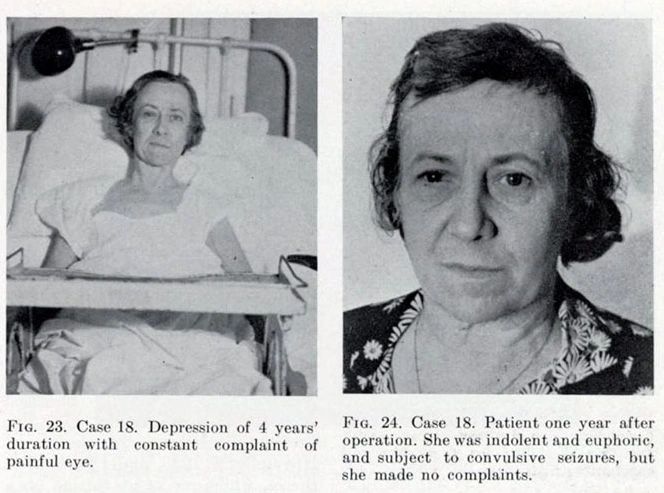 FIG. 23. Case 18. Depression of 4 years'
duration with constant complaint of
painful eye.
FIG. 24. Case 18. Patient one year after
operation. She was indolent and euphoric,
and subject to convulsive seizures, but
she made no complaints.